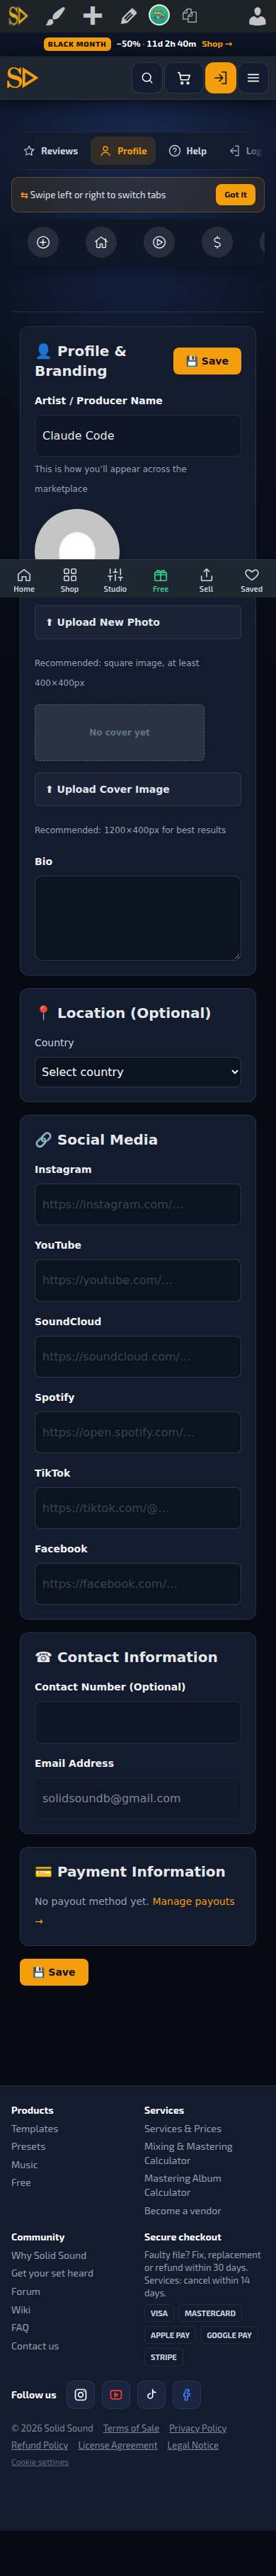 BLACK MONTH −50% · 11d 2h 40m Shop →
Reviews Profile Help
⇆ Swipe left or right to switch tabs Got it
👤 Profile &
Branding
💾 Save
Artist / Producer Name
Claude Code
This is how you'll appear across the
marketplace
Home Shop Studio Free Sell Saved
⬆ Upload New Photo
Recommended: square image, at least
400×400px
No cover yet
⬆ Upload Cover Image
Recommended: 1200×400px for best results
Bio
📍 Location (Optional)
Country
Select country
🔗 Social Media
Instagram
https://instagram.com/...
YouTube
https://youtube.com/...
SoundCloud
https://soundcloud.com/...
Spotify
https://open.spotify.com/...
TikTok
https://tiktok.com/@...
Facebook
https://facebook.com/...
☎ Contact Information
Contact Number (Optional)
Email Address
solidsoundb@gmail.com
💳 Payment Information
No payout method yet. Manage payouts
→
💾 Save
Products
Templates
Presets
Music
Free
Services
Services & Prices
Mixing & Mastering
Calculator
Mastering Album
Calculator
Become a vendor
Community
Why Solid Sound
Get your set heard
Forum
Wiki
FAQ
Contact us
Secure checkout
Faulty file? Fix, replacement
or refund within 30 days.
Services: cancel within 14
days.
VISA MASTERCARD
APPLE PAY GOOGLE PAY
STRIPE
Follow us
© 2026 Solid Sound Terms of Sale Privacy Policy
Refund Policy License Agreement Legal Notice
Cookie settings